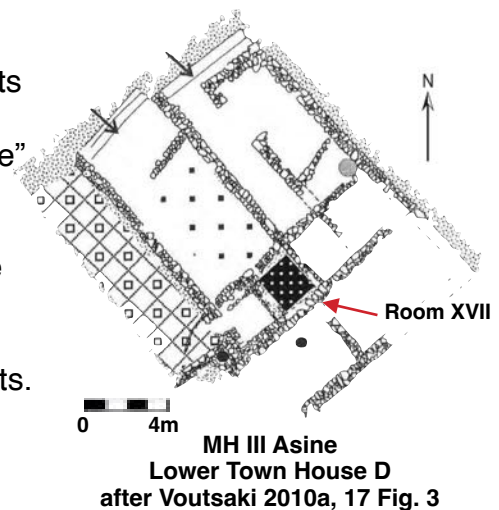 ts
e”
N
e
Room XVII
ts.
0 4m
MH III Asine
Lower Town House D
after Voutsaki 2010a, 17 Fig. 3